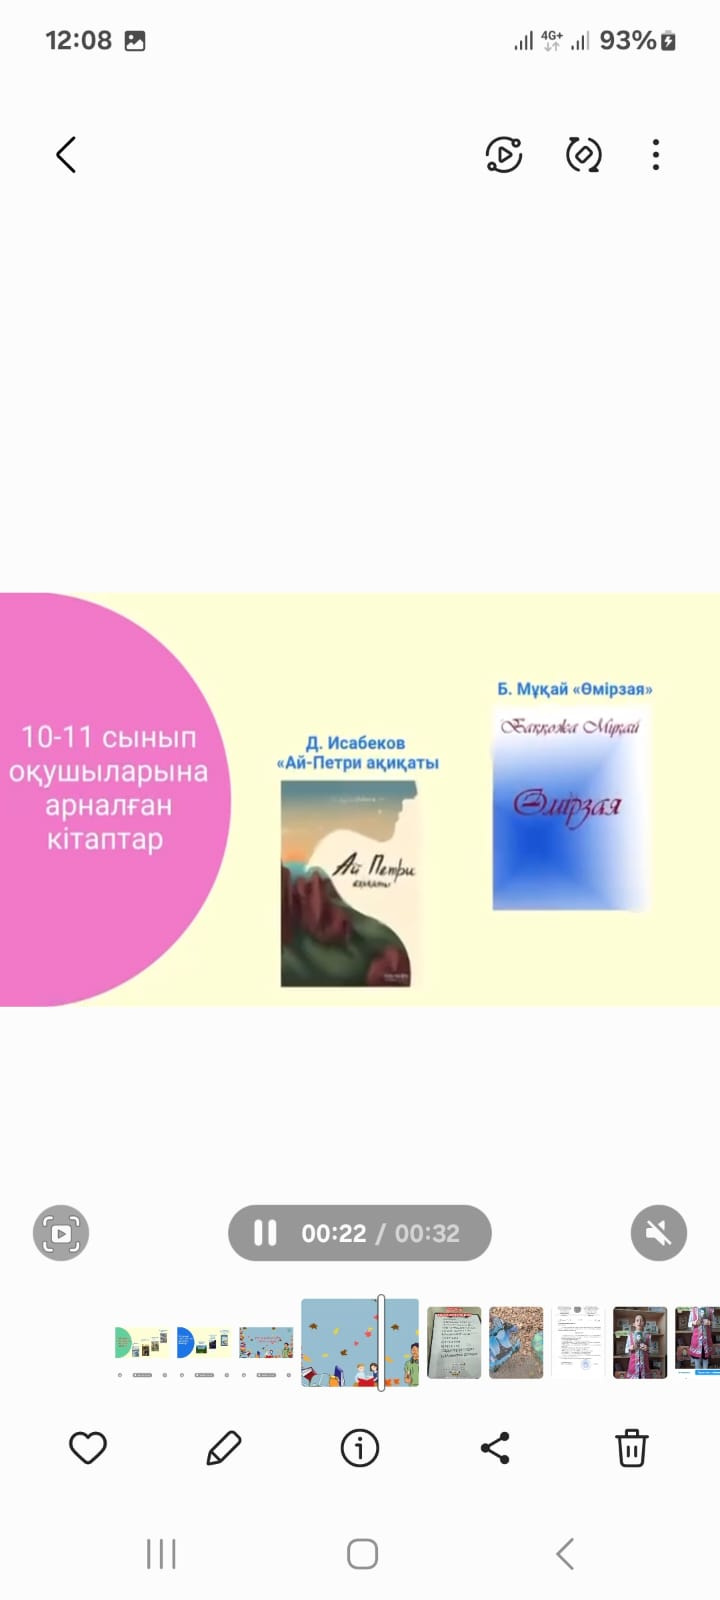 12:08
4G+
93%
10-11 сынып
оқушыларына
арналған
кітаптар
Д. Исабеков
«Ай-Петри ақиқаты
Ай Петри
ақиқаты
Б. Мұқай «Өмірзая»
Баққожа Мұқай
Өмірзая
00:22 / 00:32